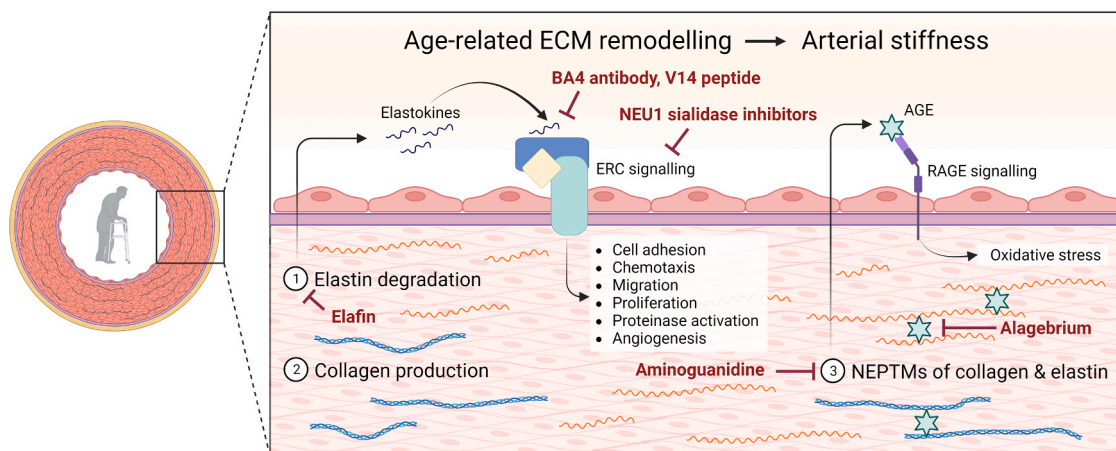 Age-related ECM remodelling → Arterial stiffness
BA4 antibody, V14 peptide
Elastokines
NEU1 sialidase inhibitors
AGE
ERC signalling
RAGE signalling
• Cell adhesion
• Chemotaxis
• Migration
• Proliferation
• Proteinase activation
• Angiogenesis
Oxidative stress
1 Elastin degradation
Elafin
Alagebrium
2 Collagen production
Aminoguanidine
3 NEPTMs of collagen & elastin